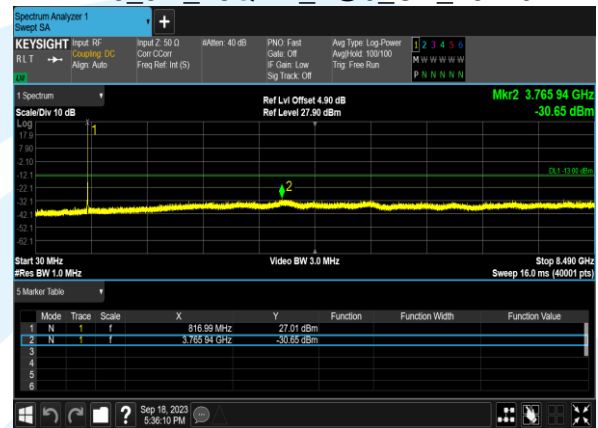 Spectrum Analyzer 1
Swept SA
+
KEYSIGHT Input: RF Input Z: 50 Ω #Atten: 40 dB PNO: Fast Avg Type: Log-Power 1 2 3 4 5 6
RLT Coupling: DC Corr CCorr Gate: Off Avg|Hold: 100/100 M W W W W W
Align: Auto Freq Ref: Int (S) IF Gain: Low Trig: Free Run P N N N N N
Sig Track: Off
1 Spectrum Ref Lvl Offset 4.90 dB Mkr2 3.765 94 GHz
Scale/Div 10 dB Ref Level 27.90 dBm -30.65 dBm
Log
1
17.9
7.90
-2.10
DL1 -13.00 dBm
-12.1
2
-22.1
-32.1
-42.1
-52.1
-62.1
Start 30 MHz Video BW 3.0 MHz Stop 8.490 GHz
#Res BW 1.0 MHz Sweep 16.0 ms (40001 pts)
5 Marker Table
Mode Trace Scale X Y Function Function Width Function Value
1 N 1 f 816.99 MHz 27.01 dBm
2 N 1 f 3.765 94 GHz -30.65 dBm
3
4
5
6
? Sep 18, 2023
5:36:10 PM